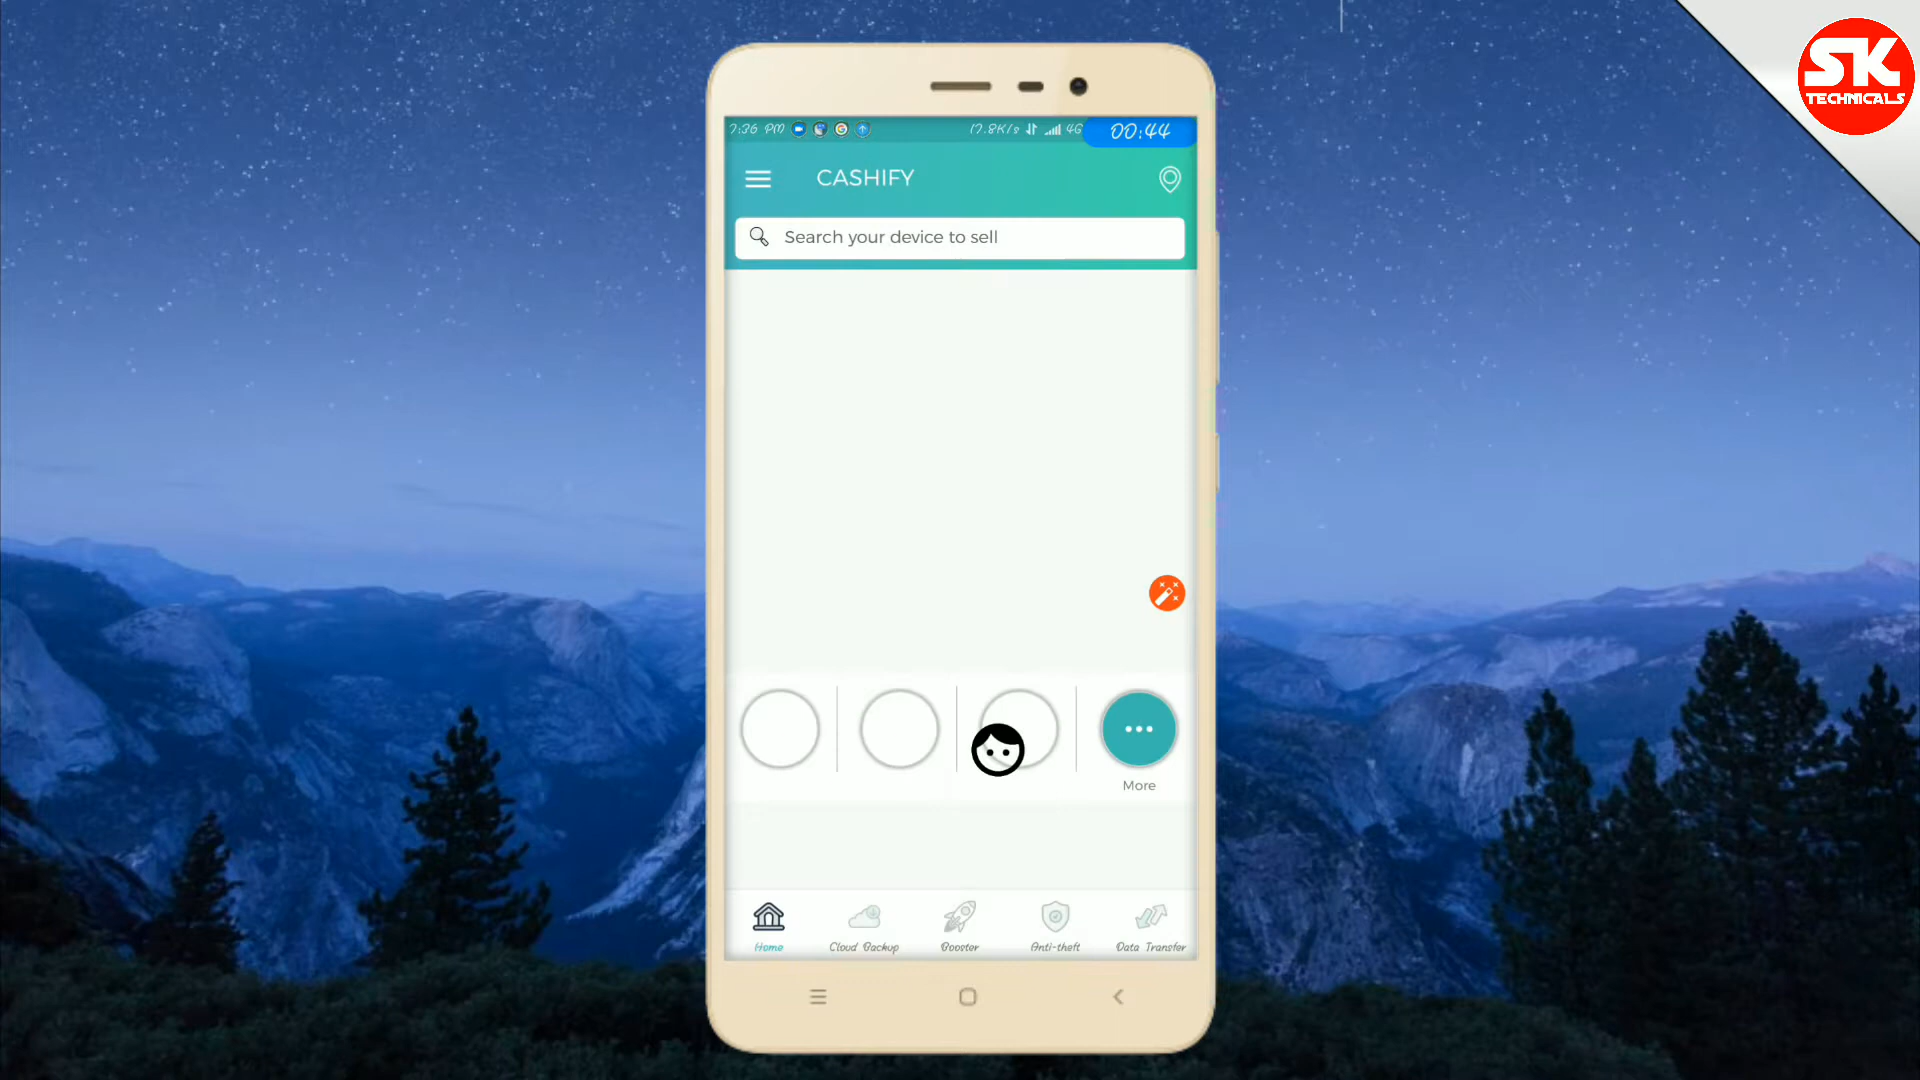 SK
TECHNICALS
7:36 PM
17.8K/s 4G
00:44
CASHIFY
Search your device to sell
More
Home
Cloud Backup
Booster
Anti-theft
Data Transfer